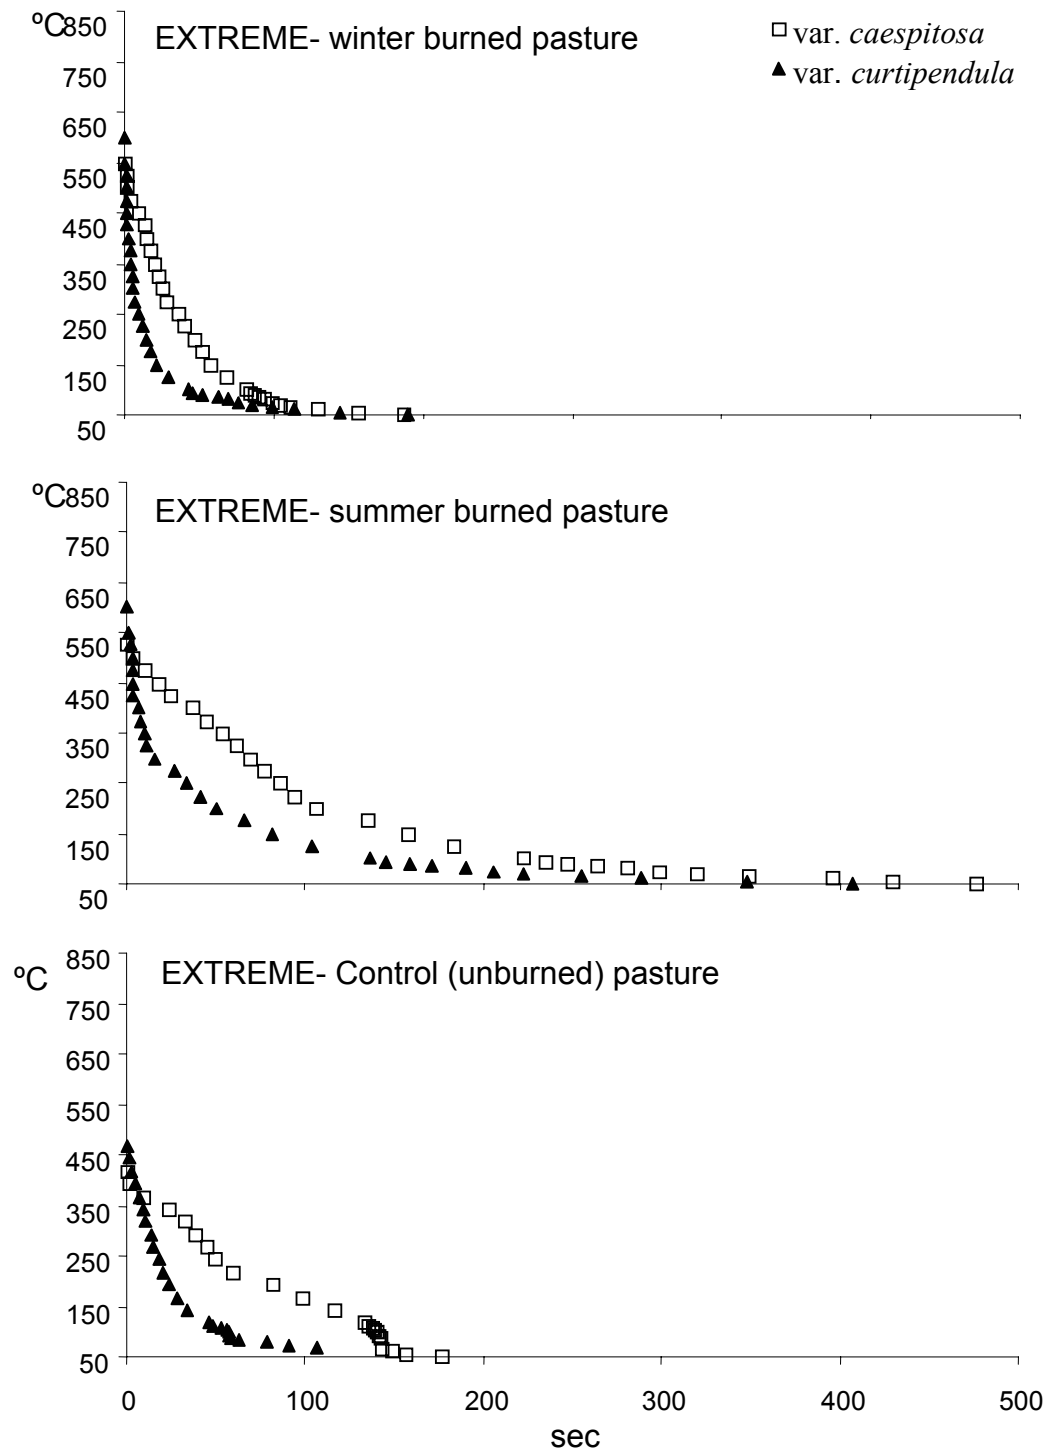 ºC
850
EXTREME- winter burned pasture
var. caespitosa
var. curtipendula
750
650
550
450
350
250
150
50
ºC
850
EXTREME- summer burned pasture
750
650
550
450
350
250
150
50
ºC
850
EXTREME- Control (unburned) pasture
750
650
550
450
350
250
150
50
0 100 200 300 400 500
sec